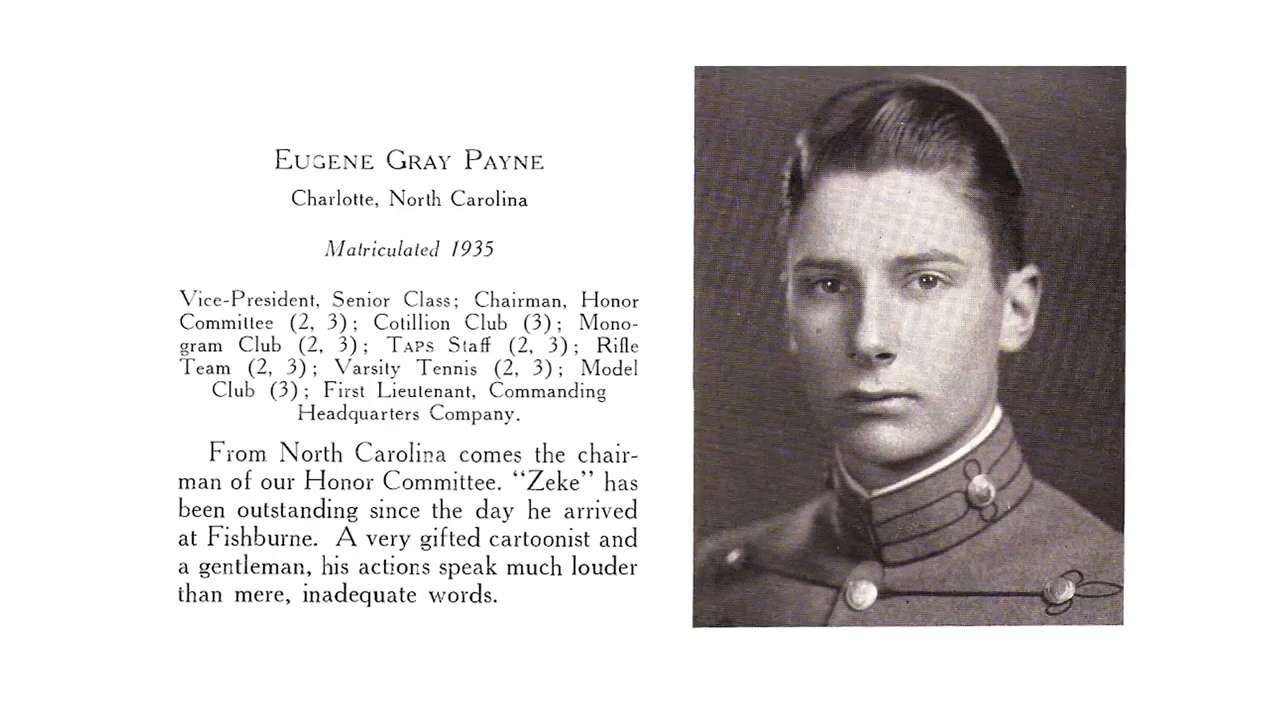 EUGENE GRAY PAYNE
Charlotte, North Carolina
Matriculated 1935
Vice-President, Senior Class; Chairman, Honor
Committee (2, 3); Cotillion Club (3); Mono-
gram Club (2, 3); TAPS Staff (2, 3); Rifle
Team (2, 3); Varsity Tennis (2, 3); Model
Club (3); First Lieutenant, Commanding
Headquarters Company.
From North Carolina comes the chair-
man of our Honor Committee. “Zeke” has
been outstanding since the day he arrived
at Fishburne. A very gifted cartoonist and
a gentleman, his actions speak much louder
than mere, inadequate words.